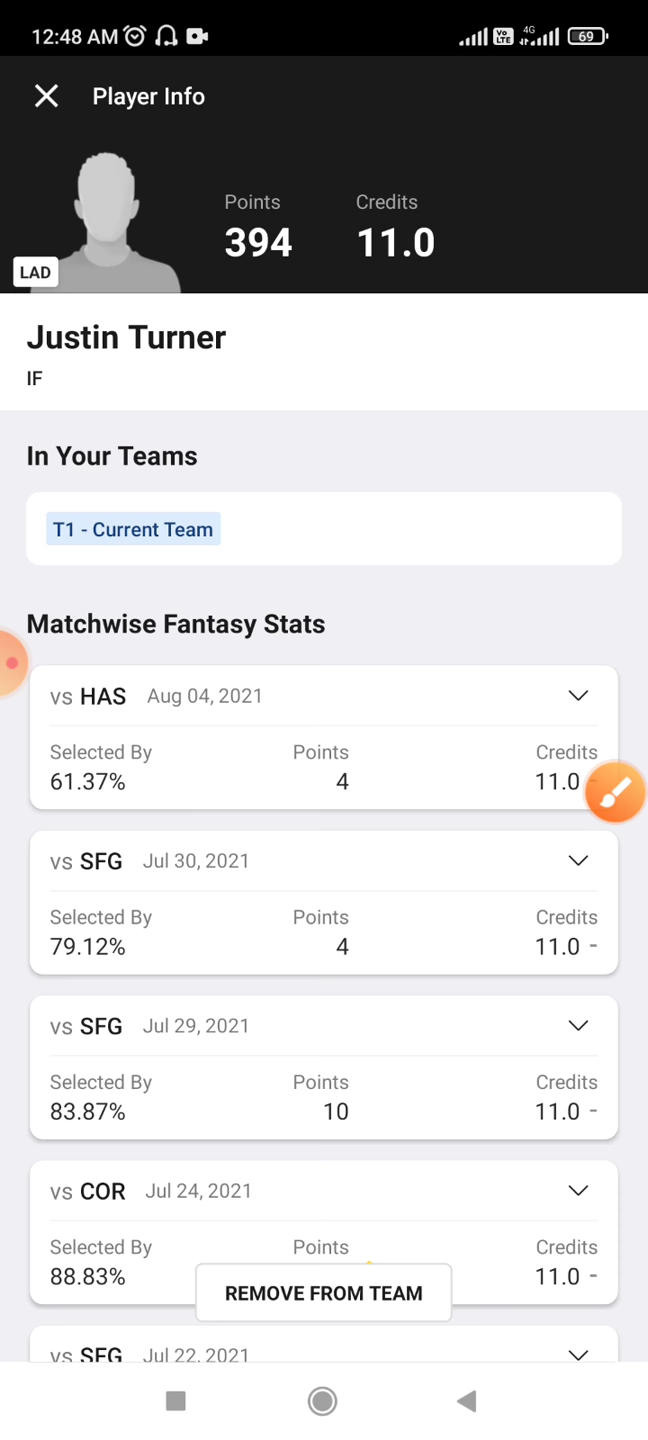 12:48 AM
Vo LTE 4G 69
Player Info
Points Credits
394 11.0
LAD
Justin Turner
IF
In Your Teams
T1 - Current Team
Matchwise Fantasy Stats
vs HAS Aug 04, 2021
Selected By Points Credits
61.37% 4 11.0
vs SFG Jul 30, 2021
Selected By Points Credits
79.12% 4 11.0 -
vs SFG Jul 29, 2021
Selected By Points Credits
83.87% 10 11.0 -
vs COR Jul 24, 2021
Selected By Points Credits
88.83% 11.0 -
REMOVE FROM TEAM
vs SFG Jul 22, 2021